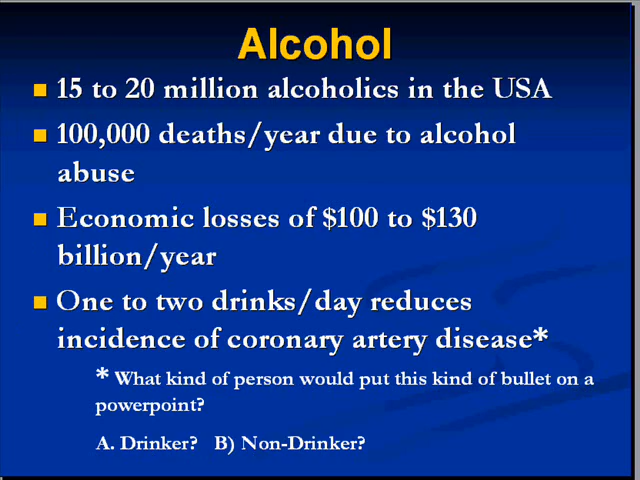 Alcohol
15 to 20 million alcoholics in the USA
100,000 deaths/year due to alcohol
abuse
Economic losses of $100 to $130
billion/year
One to two drinks/day reduces
incidence of coronary artery disease*
* What kind of person would put this kind of bullet on a
powerpoint?
A. Drinker? B) Non-Drinker?